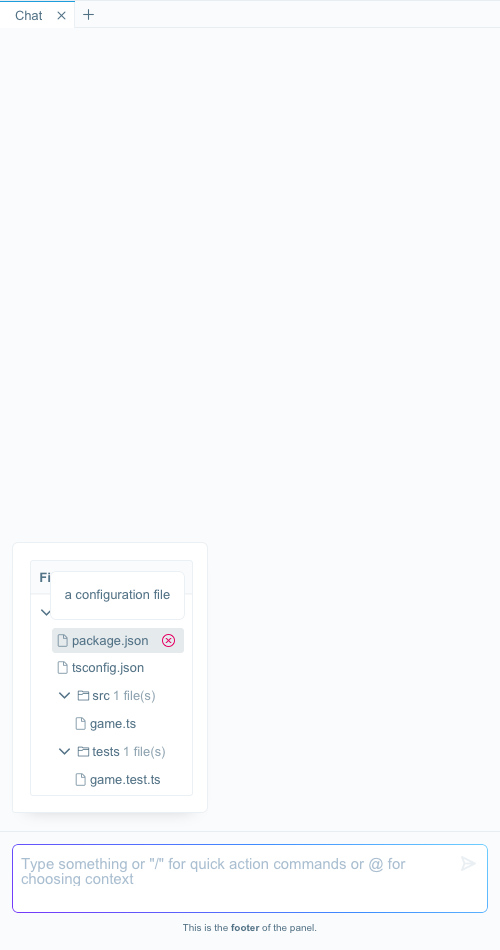 Chat
Fi
a configuration file
package.json
tsconfig.json
src 1 file(s)
game.ts
tests 1 file(s)
game.test.ts
Type something or "/" for quick action commands or @ for
choosing context
This is the footer of the panel.